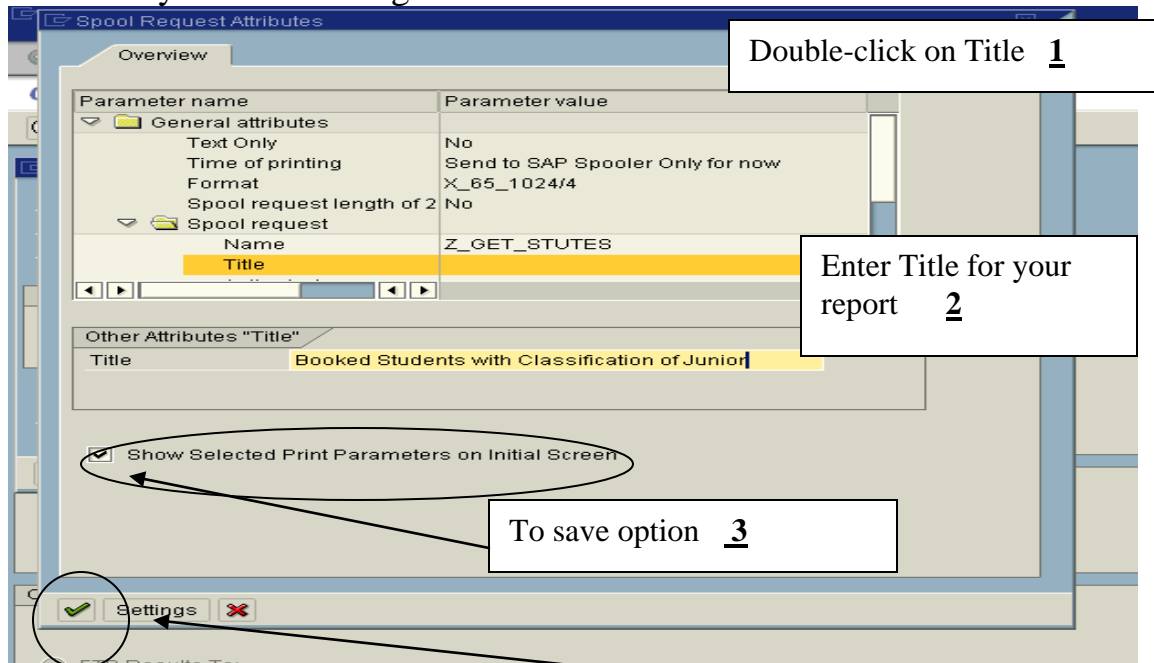 Spool Request Attributes
Double-click on Title 1
Overview
Parameter name Parameter value
General attributes
Text Only No
Time of printing Send to SAP Spooler Only for now
Format X_65_1024/4
Spool request length of 2 No
Spool request
Name Z_GET_STUTES
Title
Enter Title for your
report 2
Other Attributes "Title"
Title Booked Students with Classification of Junior
Show Selected Print Parameters on Initial Screen
To save option 3
Settings